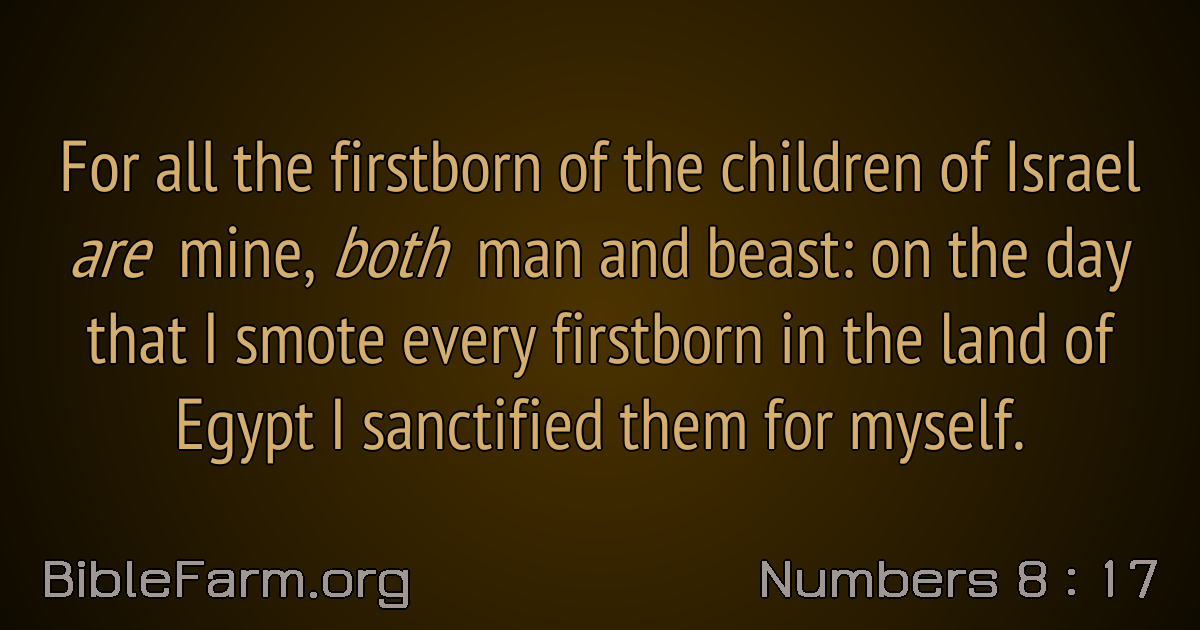 For all the firstborn of the children of Israel
are mine, both man and beast: on the day
that I smote every firstborn in the land of
Egypt I sanctified them for myself.
BibleFarm.org
Numbers 8 : 17